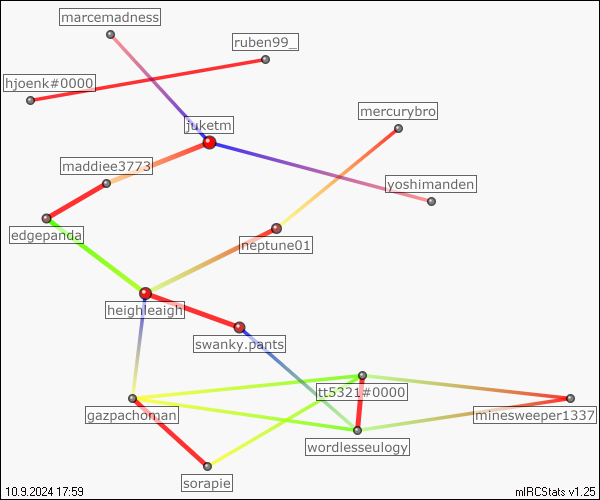 marcemadness
ruben99_
hjoenk#0000
mercurybro
juketm
maddiee3773
yoshimanden
edgepanda
neptune01
heighleaigh
swanky.pants
tt5321#0000
gazpachoman
minesweeper1337
wordlesseulogy
sorapie
10.9.2024 17:59
mIRCStats v1.25